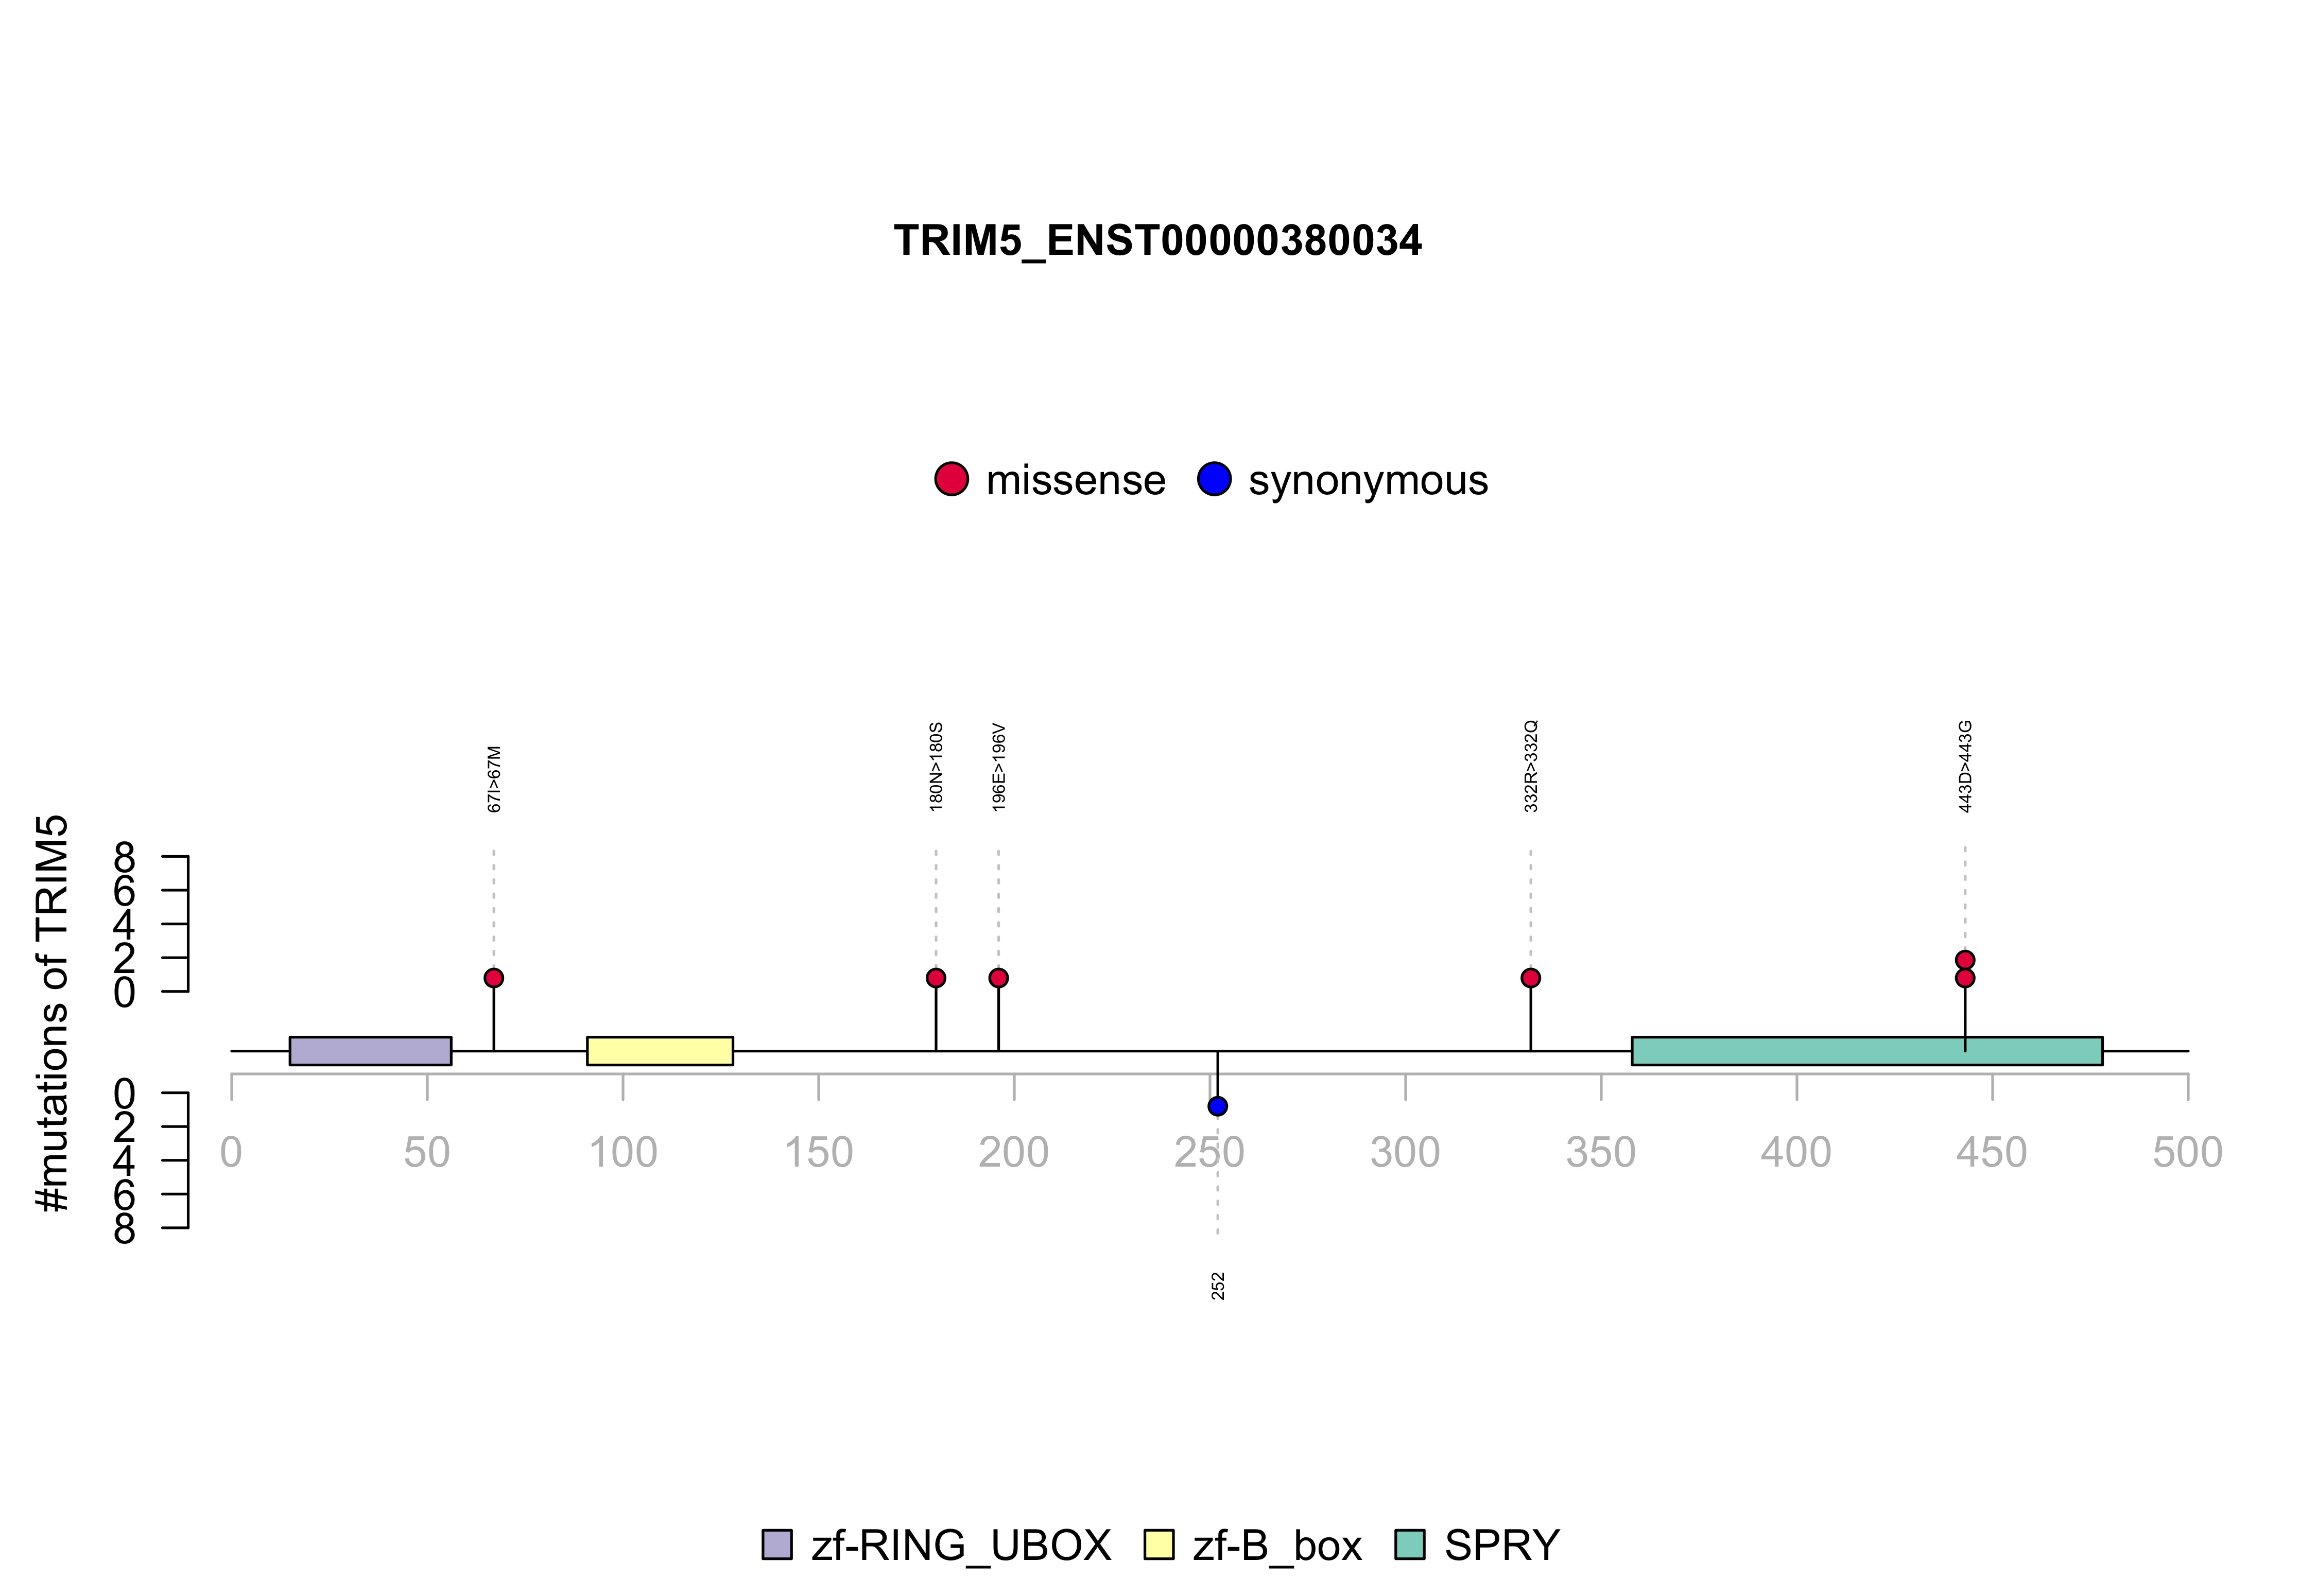 TRIM5_ENST00000380034
missense synonymous
67I>67M
180N>180S
196E>196V
332R>332Q
443D>443G
#mutations of TRIM5
8
6
4
2
0
0
2
4
6
8
0 50 100 150 200 250 300 350 400 450 500
252
zf-RING_UBOX zf-B_box SPRY